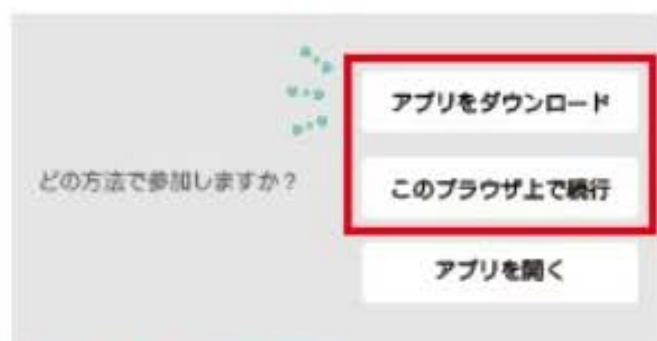 アプリをダウンロード
どの方法で参加しますか？
このブラウザ上で続行
アプリを開く